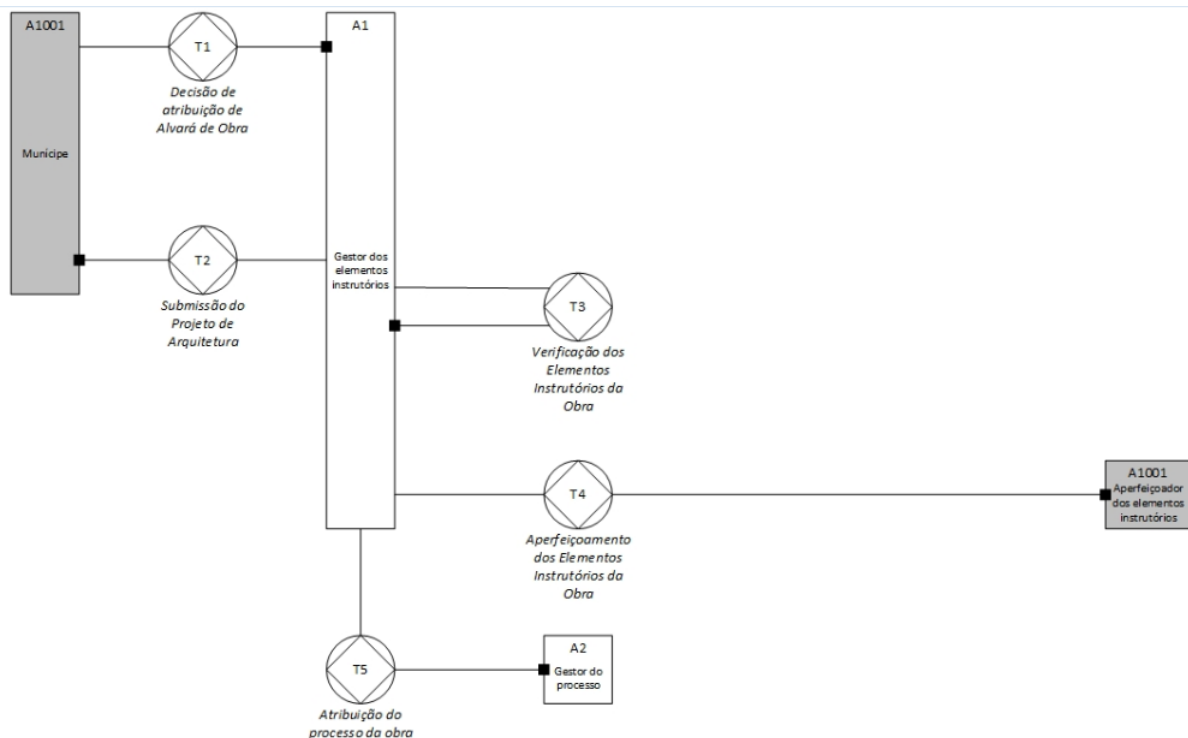 A1001
Munícipe
T1
Decisão de
atribuição de
Alvará de Obra
A1
Gestor dos
elementos
instrutórios
T2
Submissão do
Projeto de
Arquitetura
T3
Verificação dos
Elementos
Instrutórios da
Obra
T4
Aperfeiçoamento
dos Elementos
Instrutórios da
Obra
A1001
Aperfeiçoador
dos elementos
instrutórios
T5
Atribuição do
processo da obra
A2
Gestor do
processo